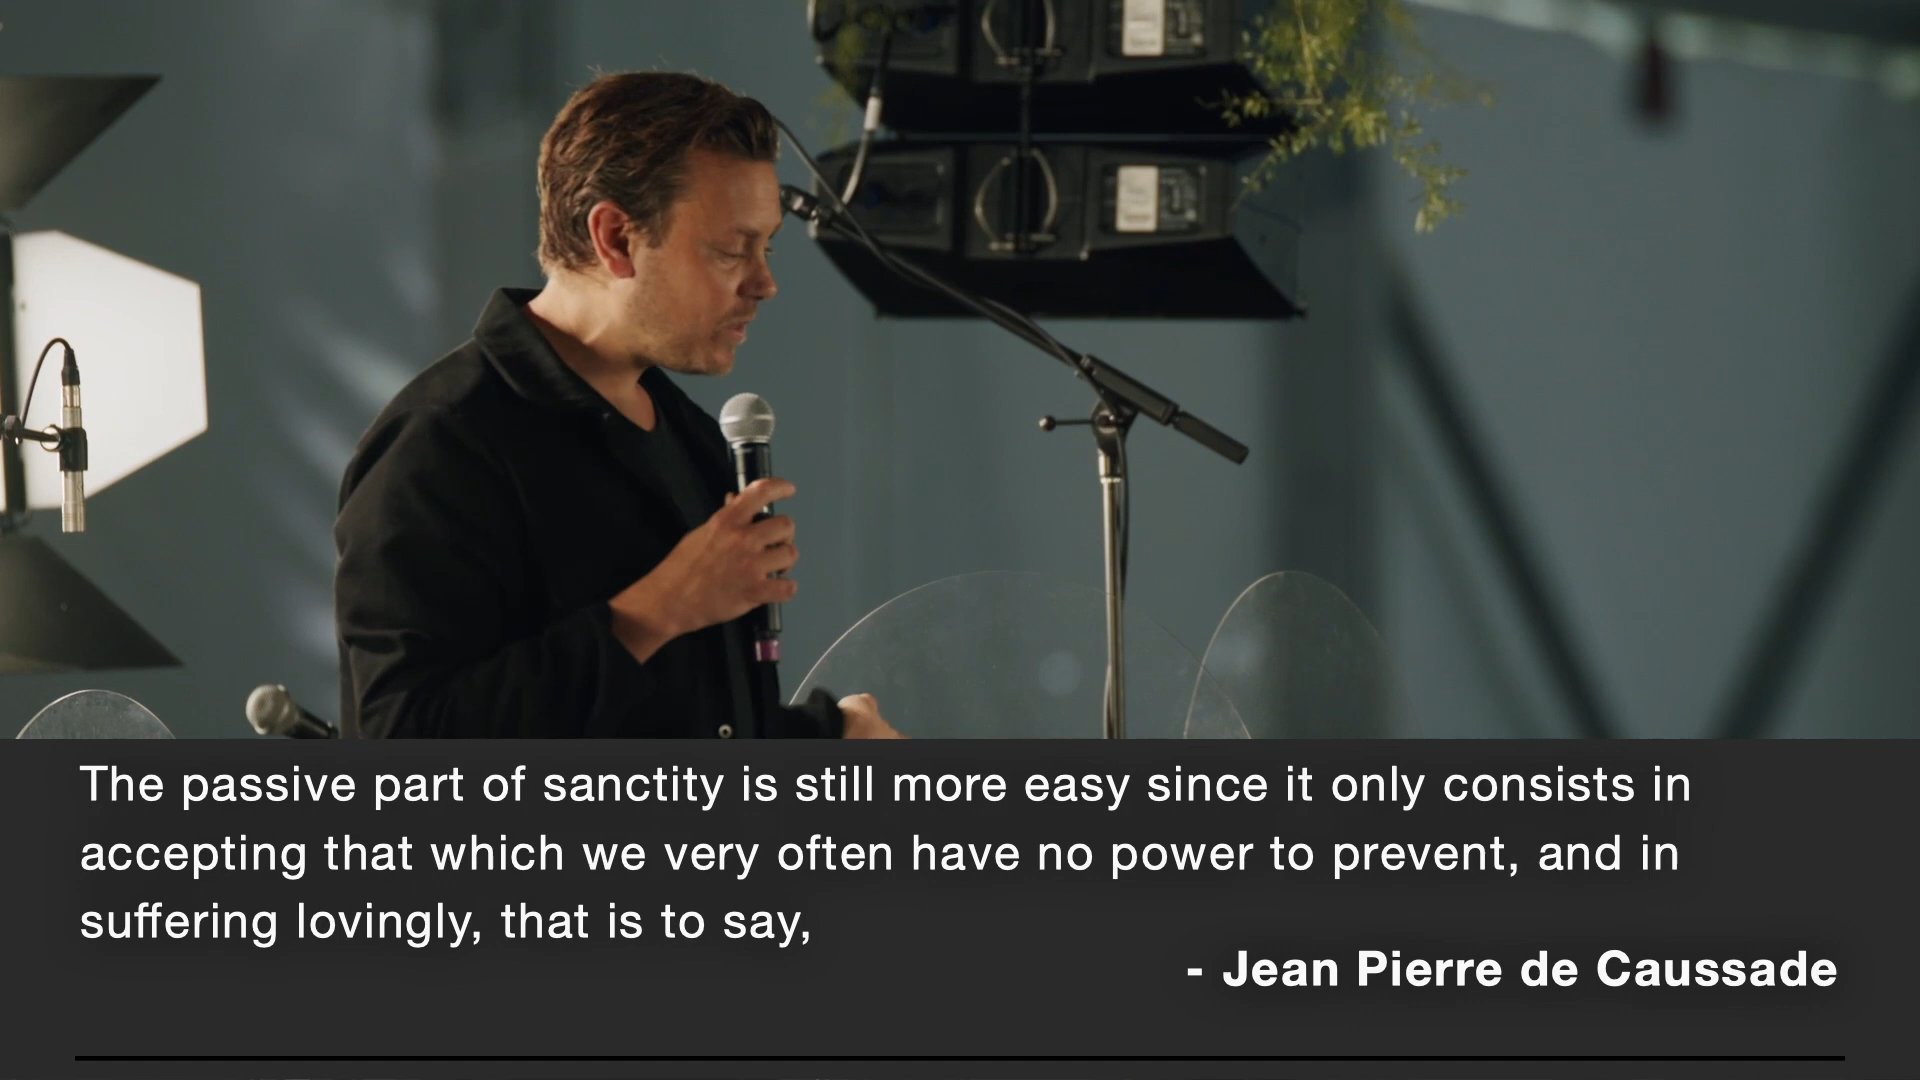 The passive part of sanctity is still more easy since it only consists in
accepting that which we very often have no power to prevent, and in
suffering lovingly, that is to say,
- Jean Pierre de Caussade